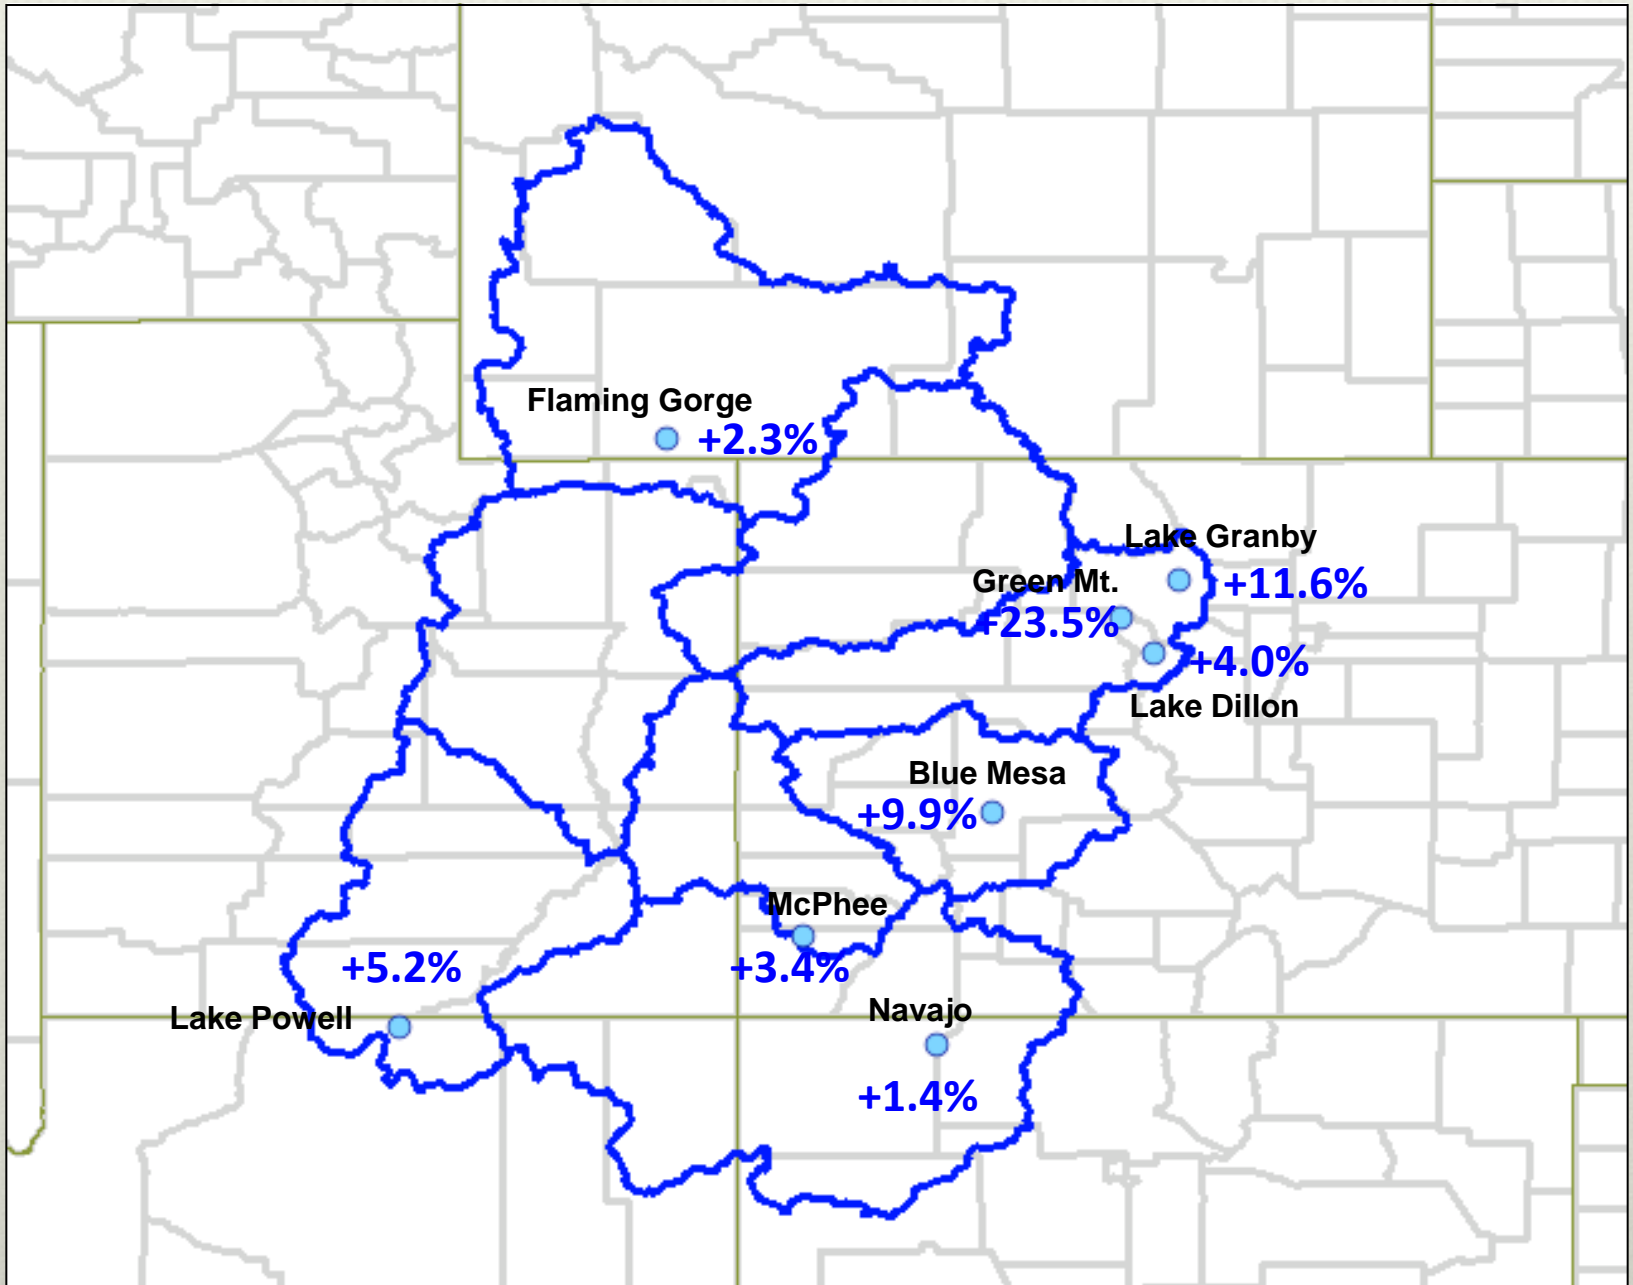 Flaming Gorge
+2.3%
Lake Granby
+11.6%
Green Mt.
+23.5%
+4.0%
Lake Dillon
Blue Mesa
+9.9%
McPhee
+3.4%
+5.2%
Lake Powell
Navajo
+1.4%